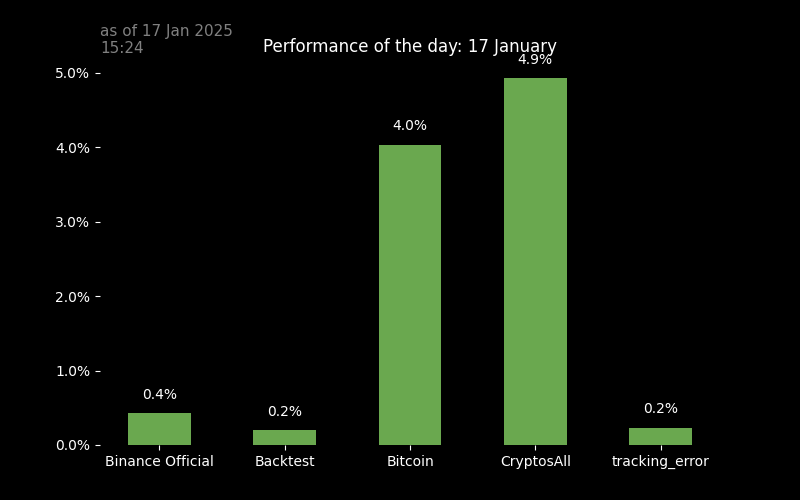 as of 17 Jan 2025
15:24
Performance of the day: 17 January
5.0%
4.0%
3.0%
2.0%
1.0%
0.0%
0.4%
0.2%
4.0%
4.9%
0.2%
Binance Official
Backtest
Bitcoin
CryptosAll
tracking_error